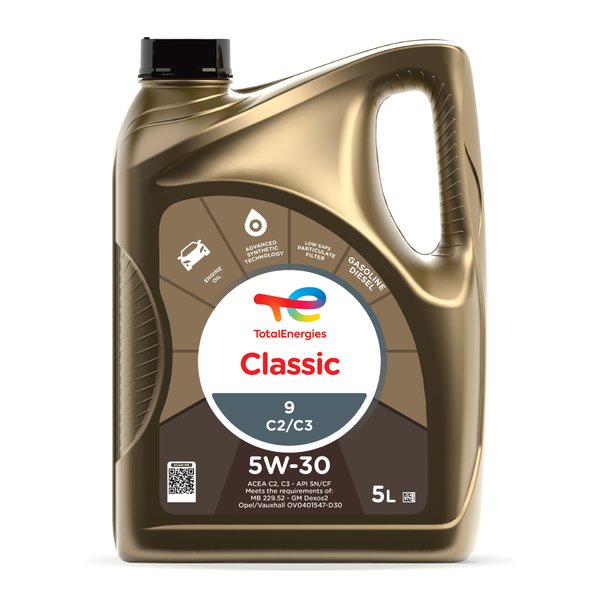 ENGINE
OIL
ADVANCED
SYNTHETIC
TECHNOLOGY
LOW SAPS
PARTICULATE
FILTER
GASOLINE
DIESEL
TotalEnergies
Classic
9
C2/C3
5W-30
SCAN ME
ACEA C2, C3 - API SN/CF
Meets the requirements of:
MB 229.52 - GM Dexos2
Opel/Vauxhall OV0401547-D30
5L